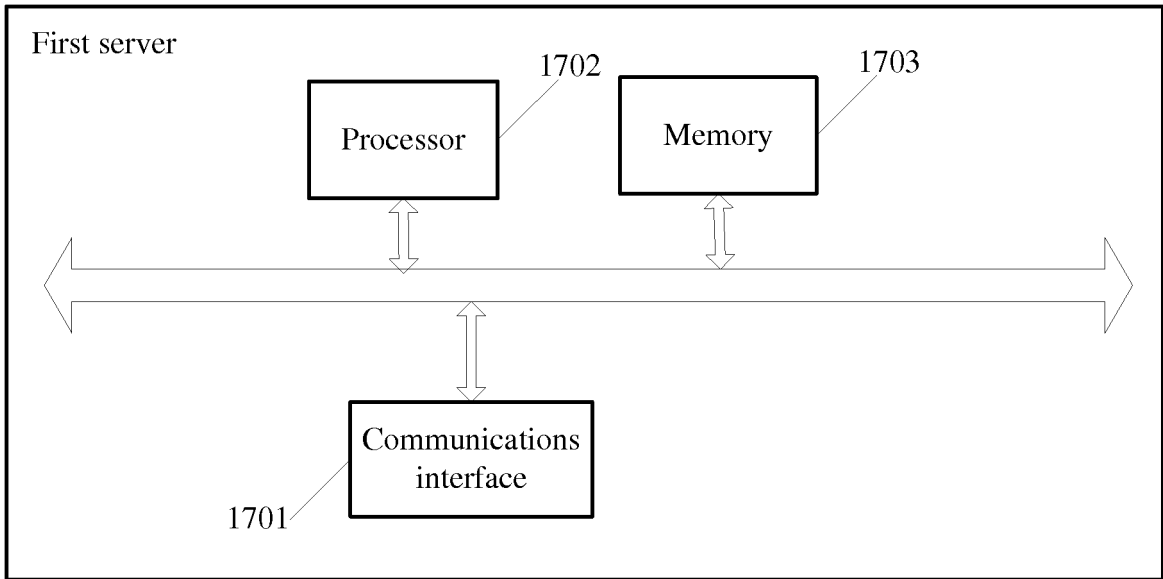 First server
1702
1703
Processor
Memory
Communications
interface
1701